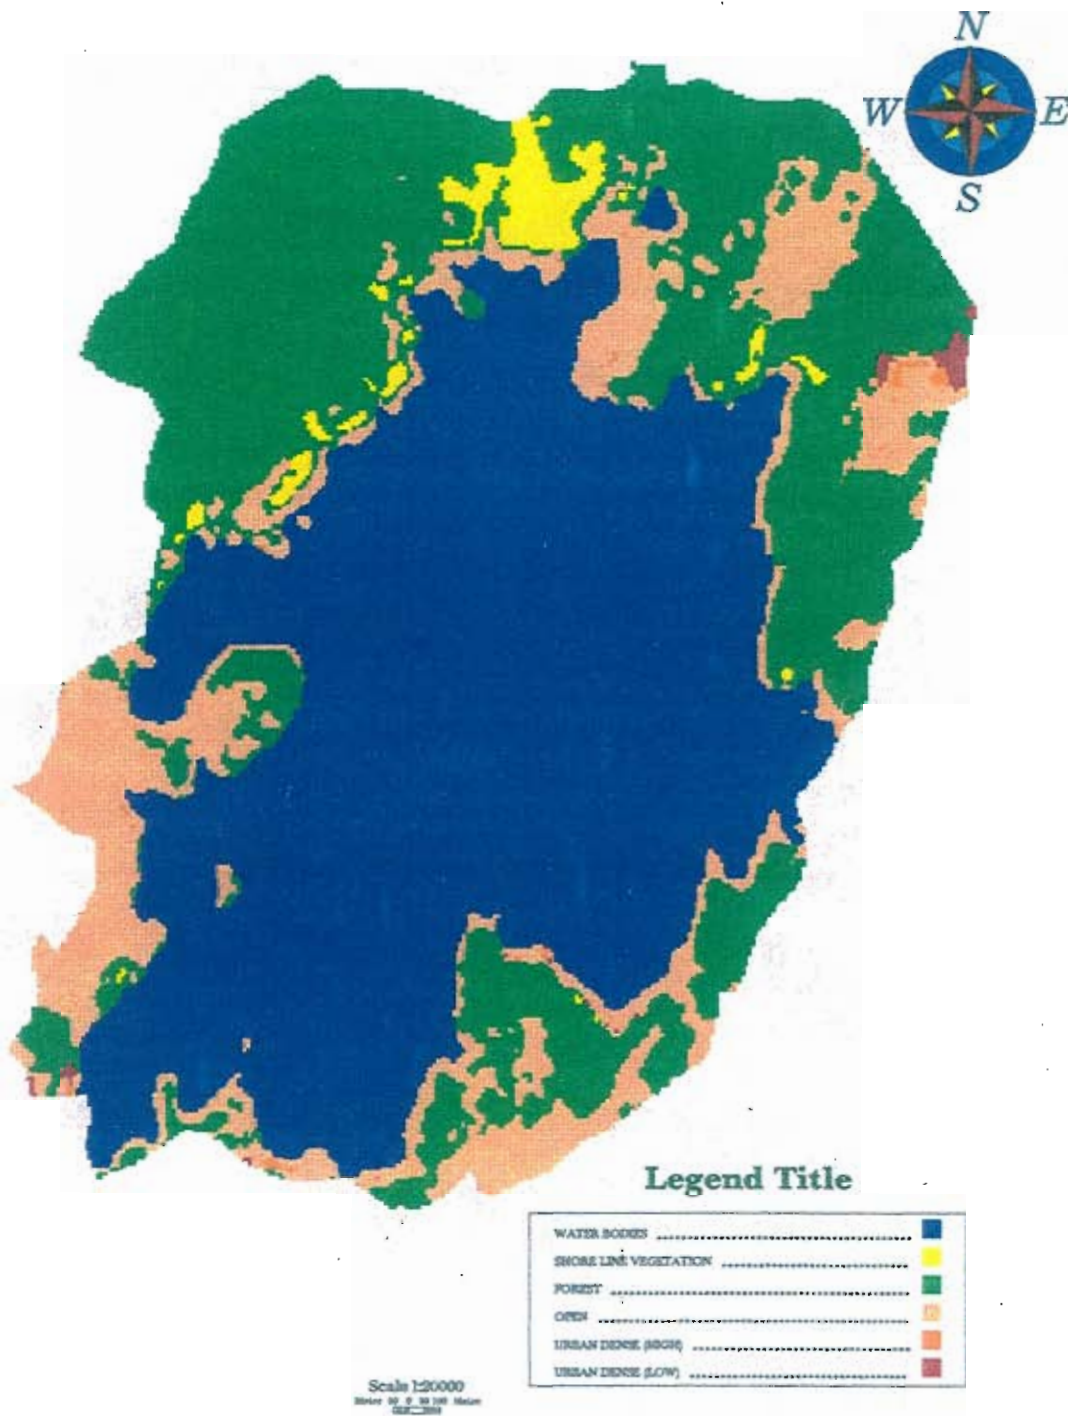 N
W E
S
Legend Title
WATER BODIES
SHORE LINE VEGETATION
FOREST
OPEN
URBAN DENSE (HIGH)
URBAN DENSE (LOW)
Scale 1:20000